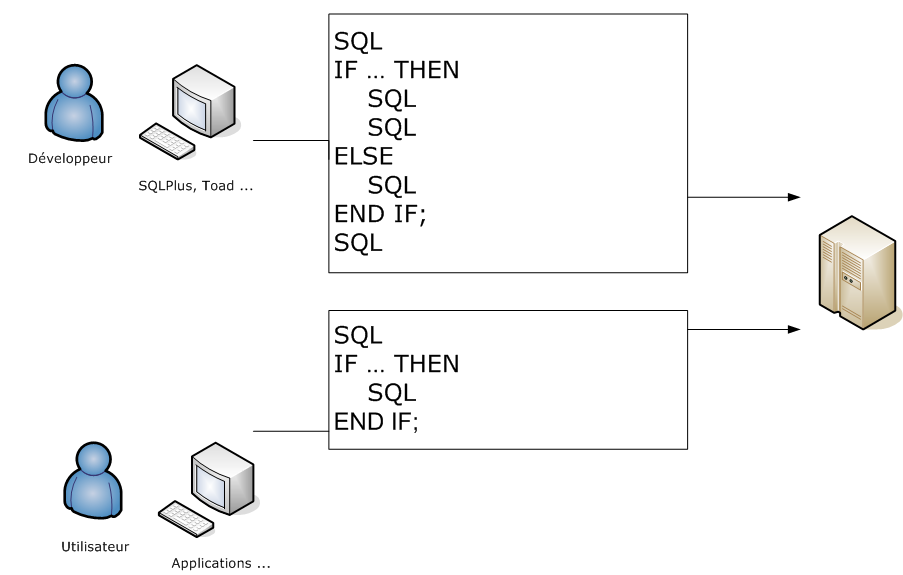 SQL
IF ... THEN
SQL
SQL
ELSE
SQL
END IF;
SQL
Développeur
SQLPlus, Toad ...
SQL
IF ... THEN
SQL
END IF;
Utilisateur
Applications ...